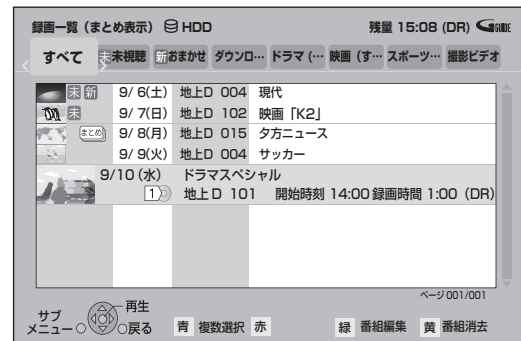 録画一覧（まとめ表示） HDD 残量 15:08 (DR) GGUIDE
すべて 未 未視聴 新 おまかせ ダウンロ… ドラマ (… 映画 (す… スポーツ… 撮影ビデオ
未 新 9/ 6(土) 地上D 004 現代
未 9/ 7(日) 地上D 102 映画「K2」
まとめ 9/ 8(月) 地上D 015 夕方ニュース
9/ 9(火) 地上D 004 サッカー
9/10 (水) ドラマスペシャル
1 地上D 101 開始時刻 14:00 録画時間 1:00 (DR)
ページ 001/001
サブメニュー 再生 戻る 青 複数選択 赤 緑 番組編集 黄 番組消去